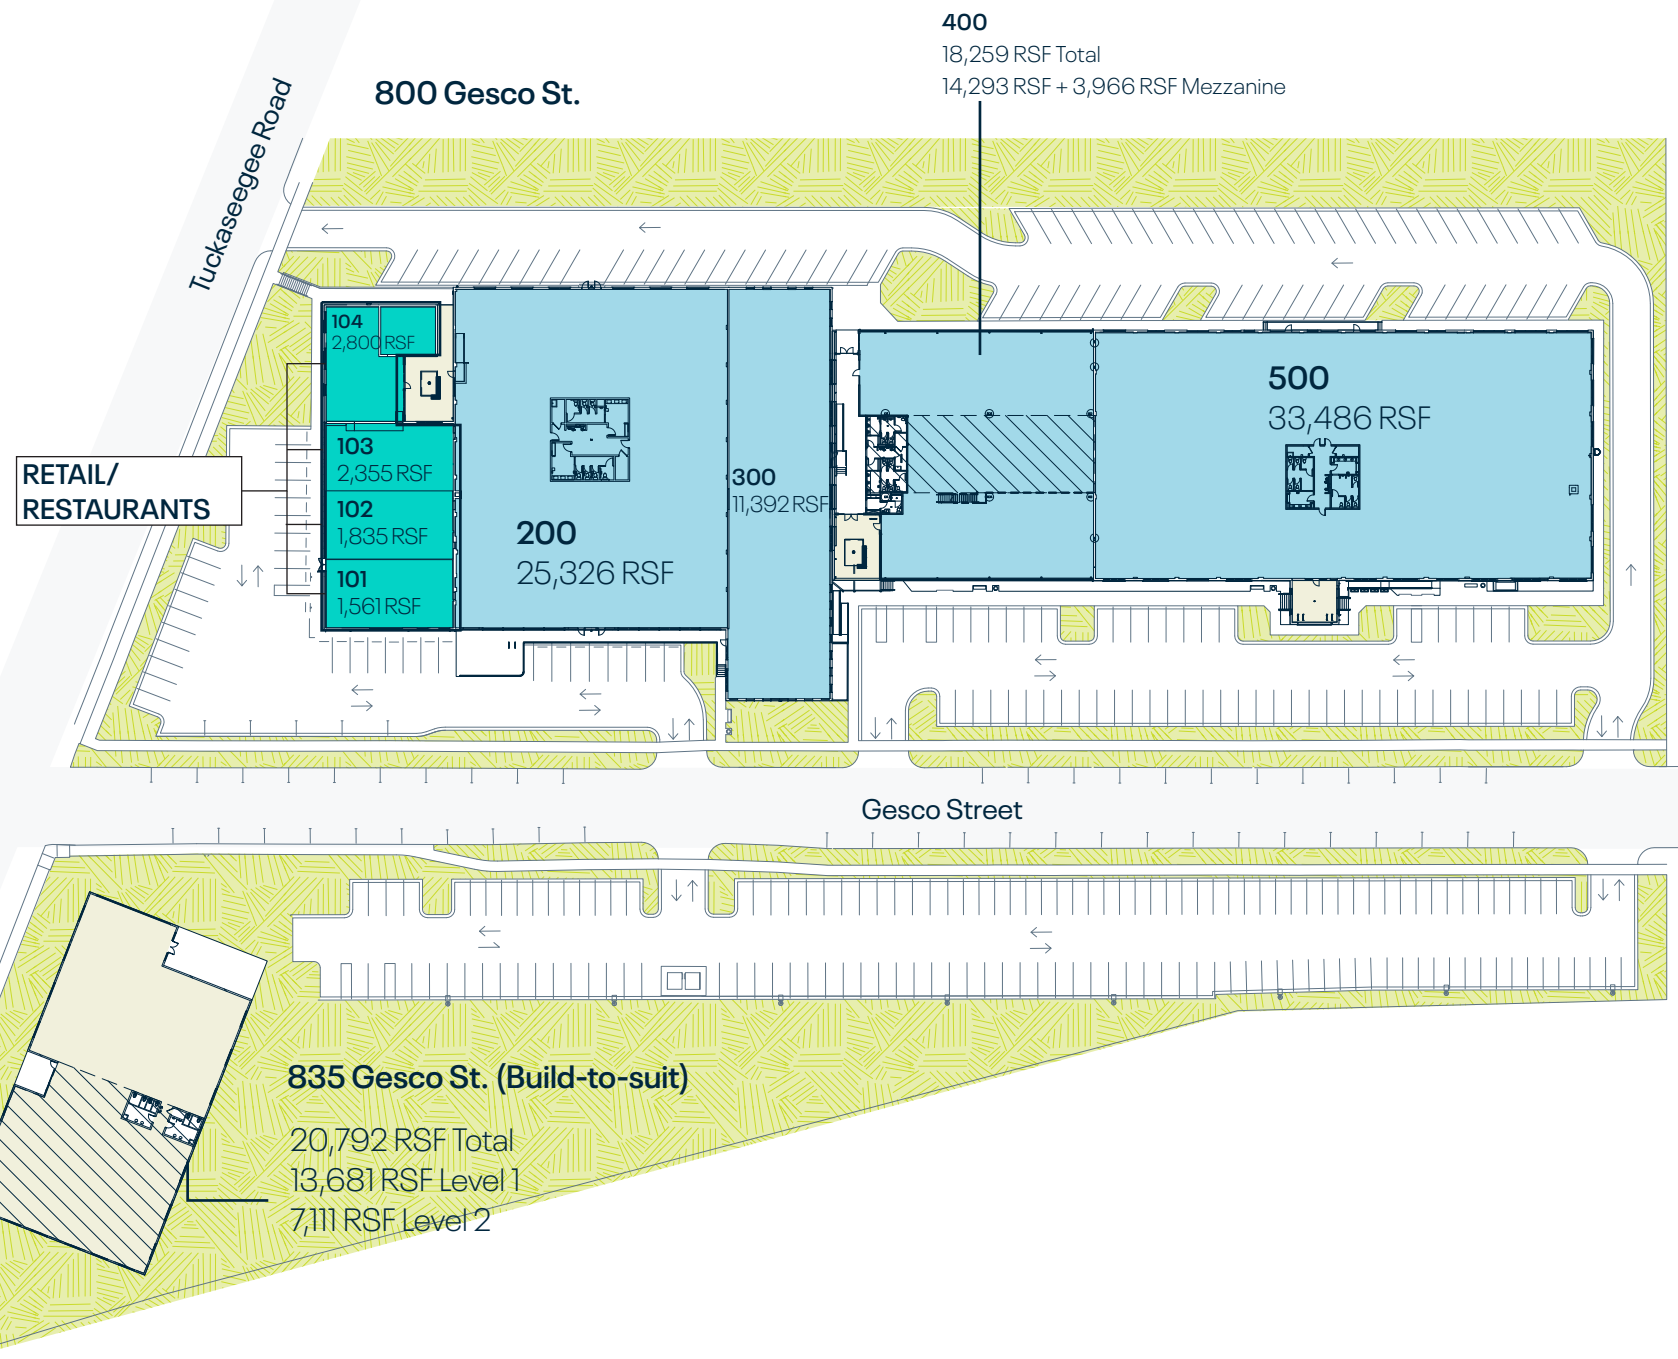 400
18,259 RSF Total
14,293 RSF + 3,966 RSF Mezzanine
800 Gesco St.
Tuckaseegee Road
104
2,800 RSF
103
2,355 RSF
102
1,835 RSF
101
1,561 RSF
RETAIL/
RESTAURANTS
200
25,326 RSF
300
11,392 RSF
500
33,486 RSF
Gesco Street
835 Gesco St. (Build-to-suit)
20,792 RSF Total
13,681 RSF Level 1
7,111 RSF Level 2